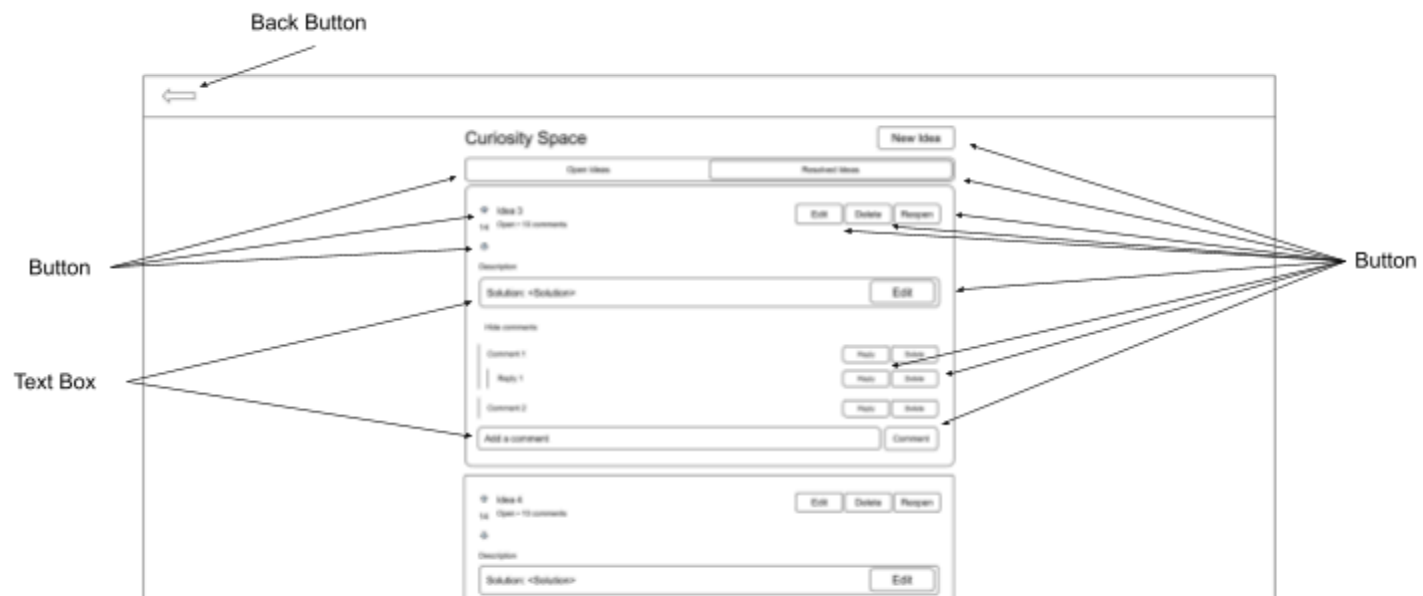 Back Button
Curiosity Space
New Idea
Open Ideas
Resolved Ideas
Idea 3
Edit
Delete
Reopen
14
Open • 10 comments
Button
Button
Description
Solution: <Solution>
Edit
Hide comments
Comment 1
Reply
Delete
Text Box
Reply 1
Reply
Delete
Comment 2
Reply
Delete
Add a comment
Comment
Idea 4
Edit
Delete
Reopen
14
Open • 10 comments
Description
Solution: <Solution>
Edit